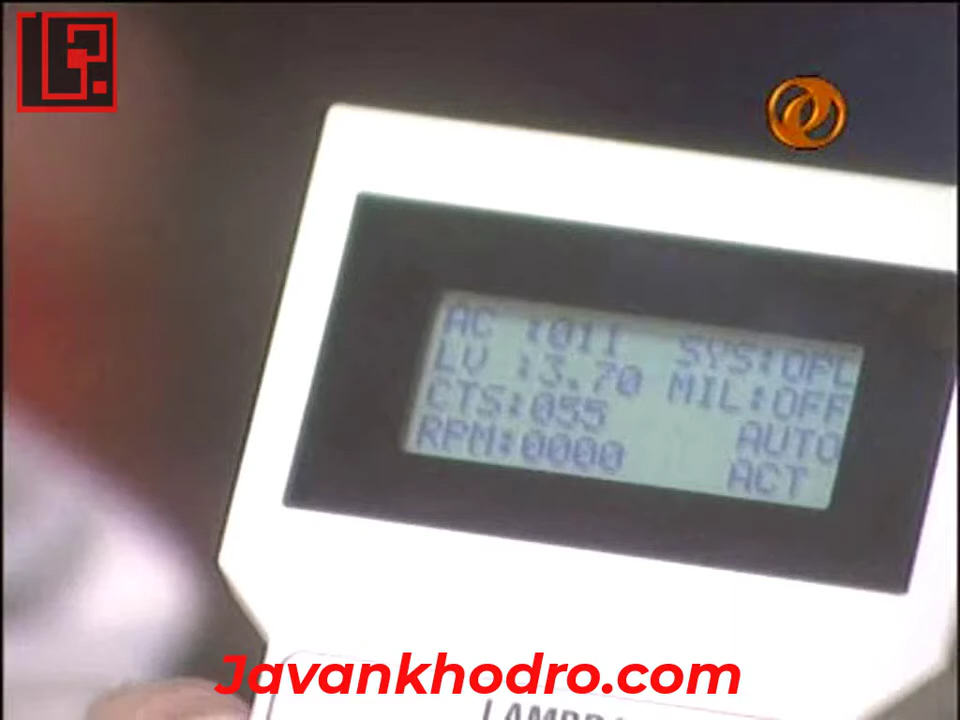 AC :011 SYS:OPL
LV :3.70 MIL:OFF
CTS:055 AUTO
RPM:0000 ACT
Javankhodro.com